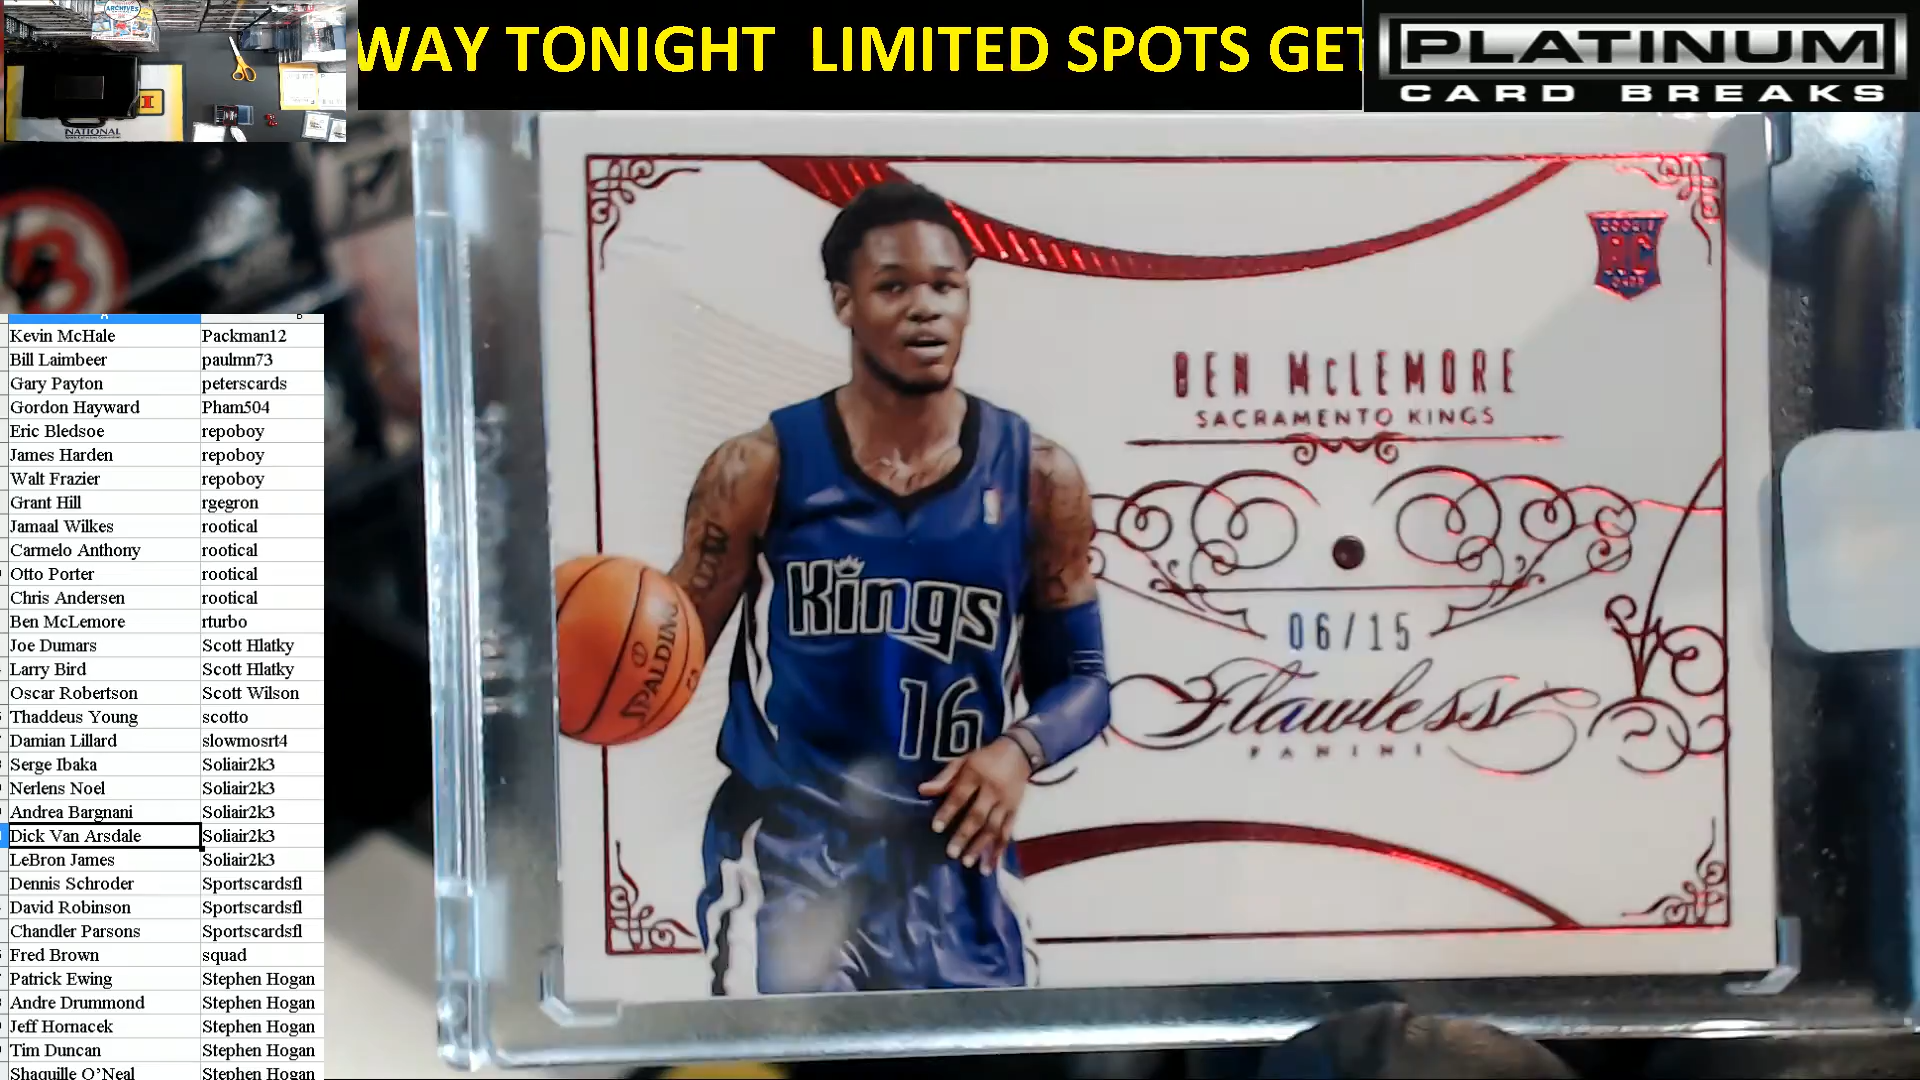 ARCHIVES
NATIONAL
WAY TONIGHT LIMITED SPOTS GET
PLATINUM
CARD BREAKS
A B
Kevin McHale Packman12
Bill Laimbeer paulmn73
Gary Payton peterscards
Gordon Hayward Pham504
Eric Bledsoe repoboy
James Harden repoboy
Walt Frazier repoboy
Grant Hill rgegron
Jamaal Wilkes rootical
Carmelo Anthony rootical
Otto Porter rootical
Chris Andersen rootical
Ben McLemore rturbo
Joe Dumars Scott Hlatky
Larry Bird Scott Hlatky
Oscar Robertson Scott Wilson
Thaddeus Young scotto
Damian Lillard slowmosrt4
Serge Ibaka Soliair2k3
Nerlens Noel Soliair2k3
Andrea Bargnani Soliair2k3
Dick Van Arsdale Soliair2k3
LeBron James Soliair2k3
Dennis Schroder Sportscardsfl
David Robinson Sportscardsfl
Chandler Parsons Sportscardsfl
Fred Brown squad
Patrick Ewing Stephen Hogan
Andre Drummond Stephen Hogan
Jeff Hornacek Stephen Hogan
Tim Duncan Stephen Hogan
Shaquille O’Neal Stephen Hogan
RC
BEN McLEMORE
SACRAMENTO KINGS
06/15
Flawless
PANINI
SPALDING
Kings
16